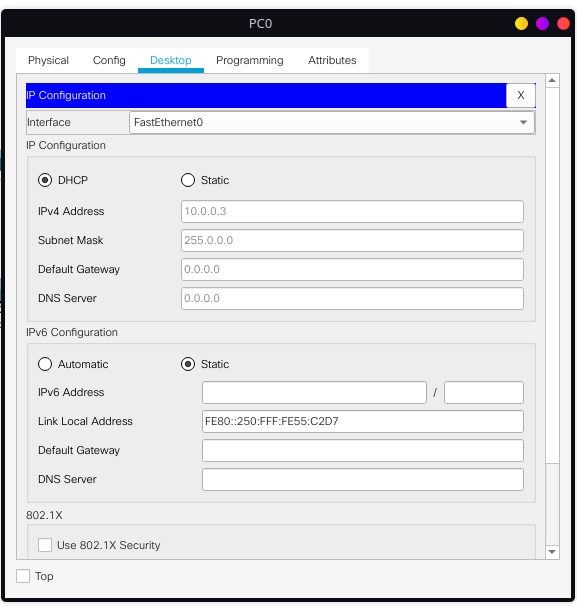 PC0
Physical Config Desktop Programming Attributes
IP Configuration X
Interface FastEthernet0
IP Configuration
DHCP Static
IPv4 Address 10.0.0.3
Subnet Mask 255.0.0.0
Default Gateway 0.0.0.0
DNS Server 0.0.0.0
IPv6 Configuration
Automatic Static
IPv6 Address /
Link Local Address FE80::250:FFF:FE55:C2D7
Default Gateway
DNS Server
802.1X
Use 802.1X Security
Top